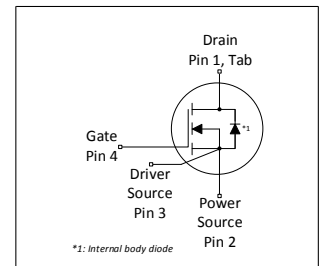 Drain
Pin 1, Tab
*1
Gate
Pin 4
Driver
Source
Pin 3
Power
Source
Pin 2
*1: Internal body diode